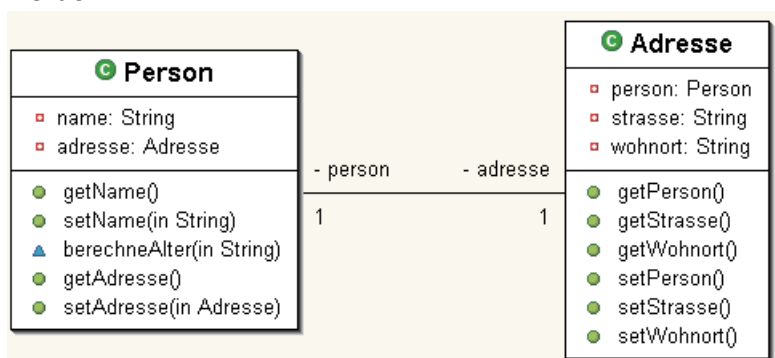 Person
name: String
adresse: Adresse
getName()
setName(in String)
berechneAlter(in String)
getAdresse()
setAdresse(in Adresse)
- person
- adresse
1
1
C Adresse
person: Person
strasse: String
wohnort: String
getPerson()
getStrasse()
getWohnort()
setPerson()
setStrasse()
setWohnort()